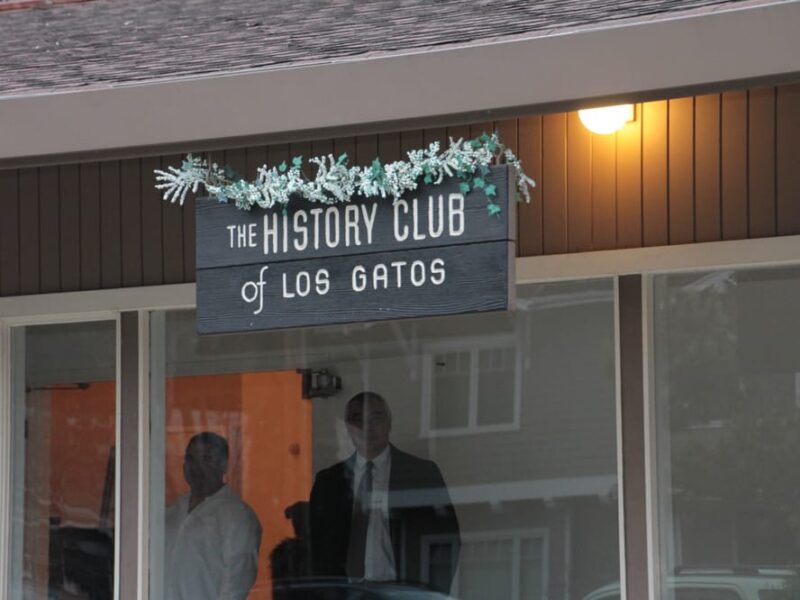 THE HISTORY CLUB
of LOS GATOS